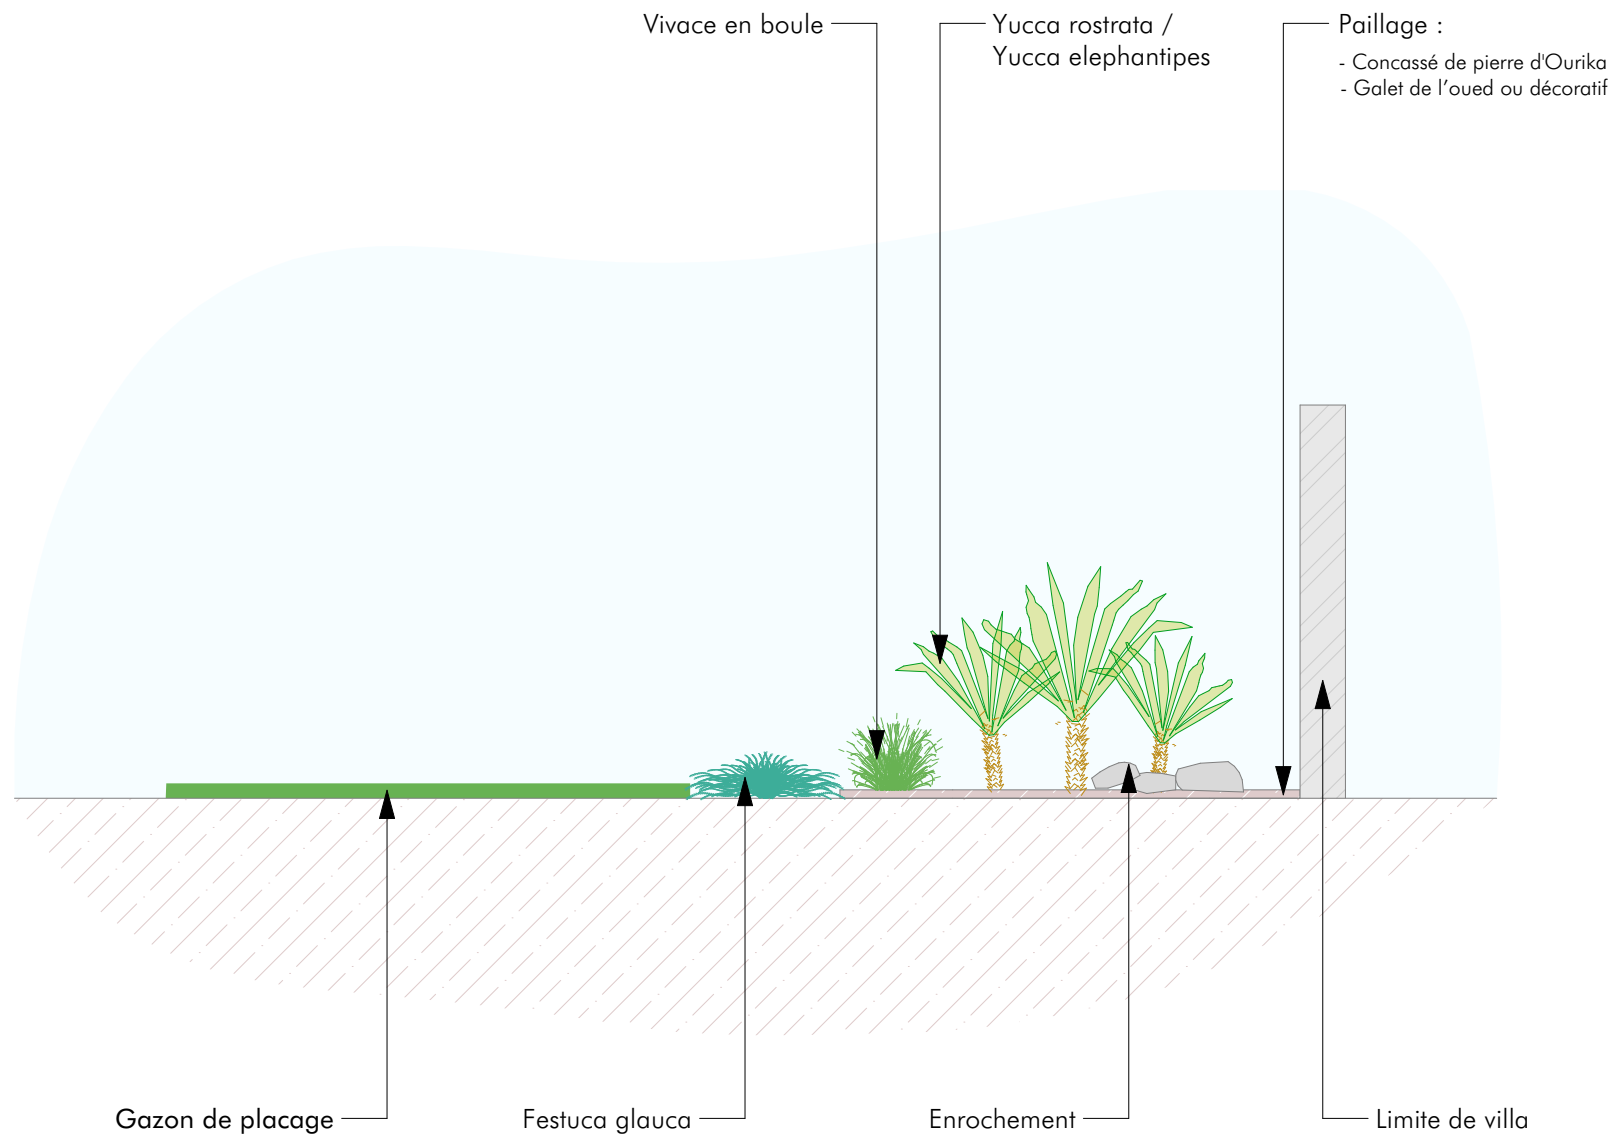 Vivace en boule
Yucca rostrata /
Yucca elephantipes
Paillage :
- Concassé de pierre d'Ourika
- Galet de l’oued ou décoratif
Gazon de placage
Festuca glauca
Enrochement
Limite de villa